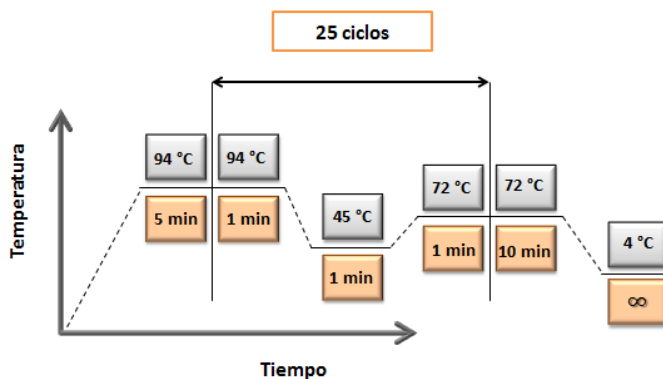 25 ciclos
Temperatura
94 °C
94 °C
5 min
1 min
45 °C
1 min
72 °C
72 °C
1 min
10 min
4 °C
∞
Tiempo